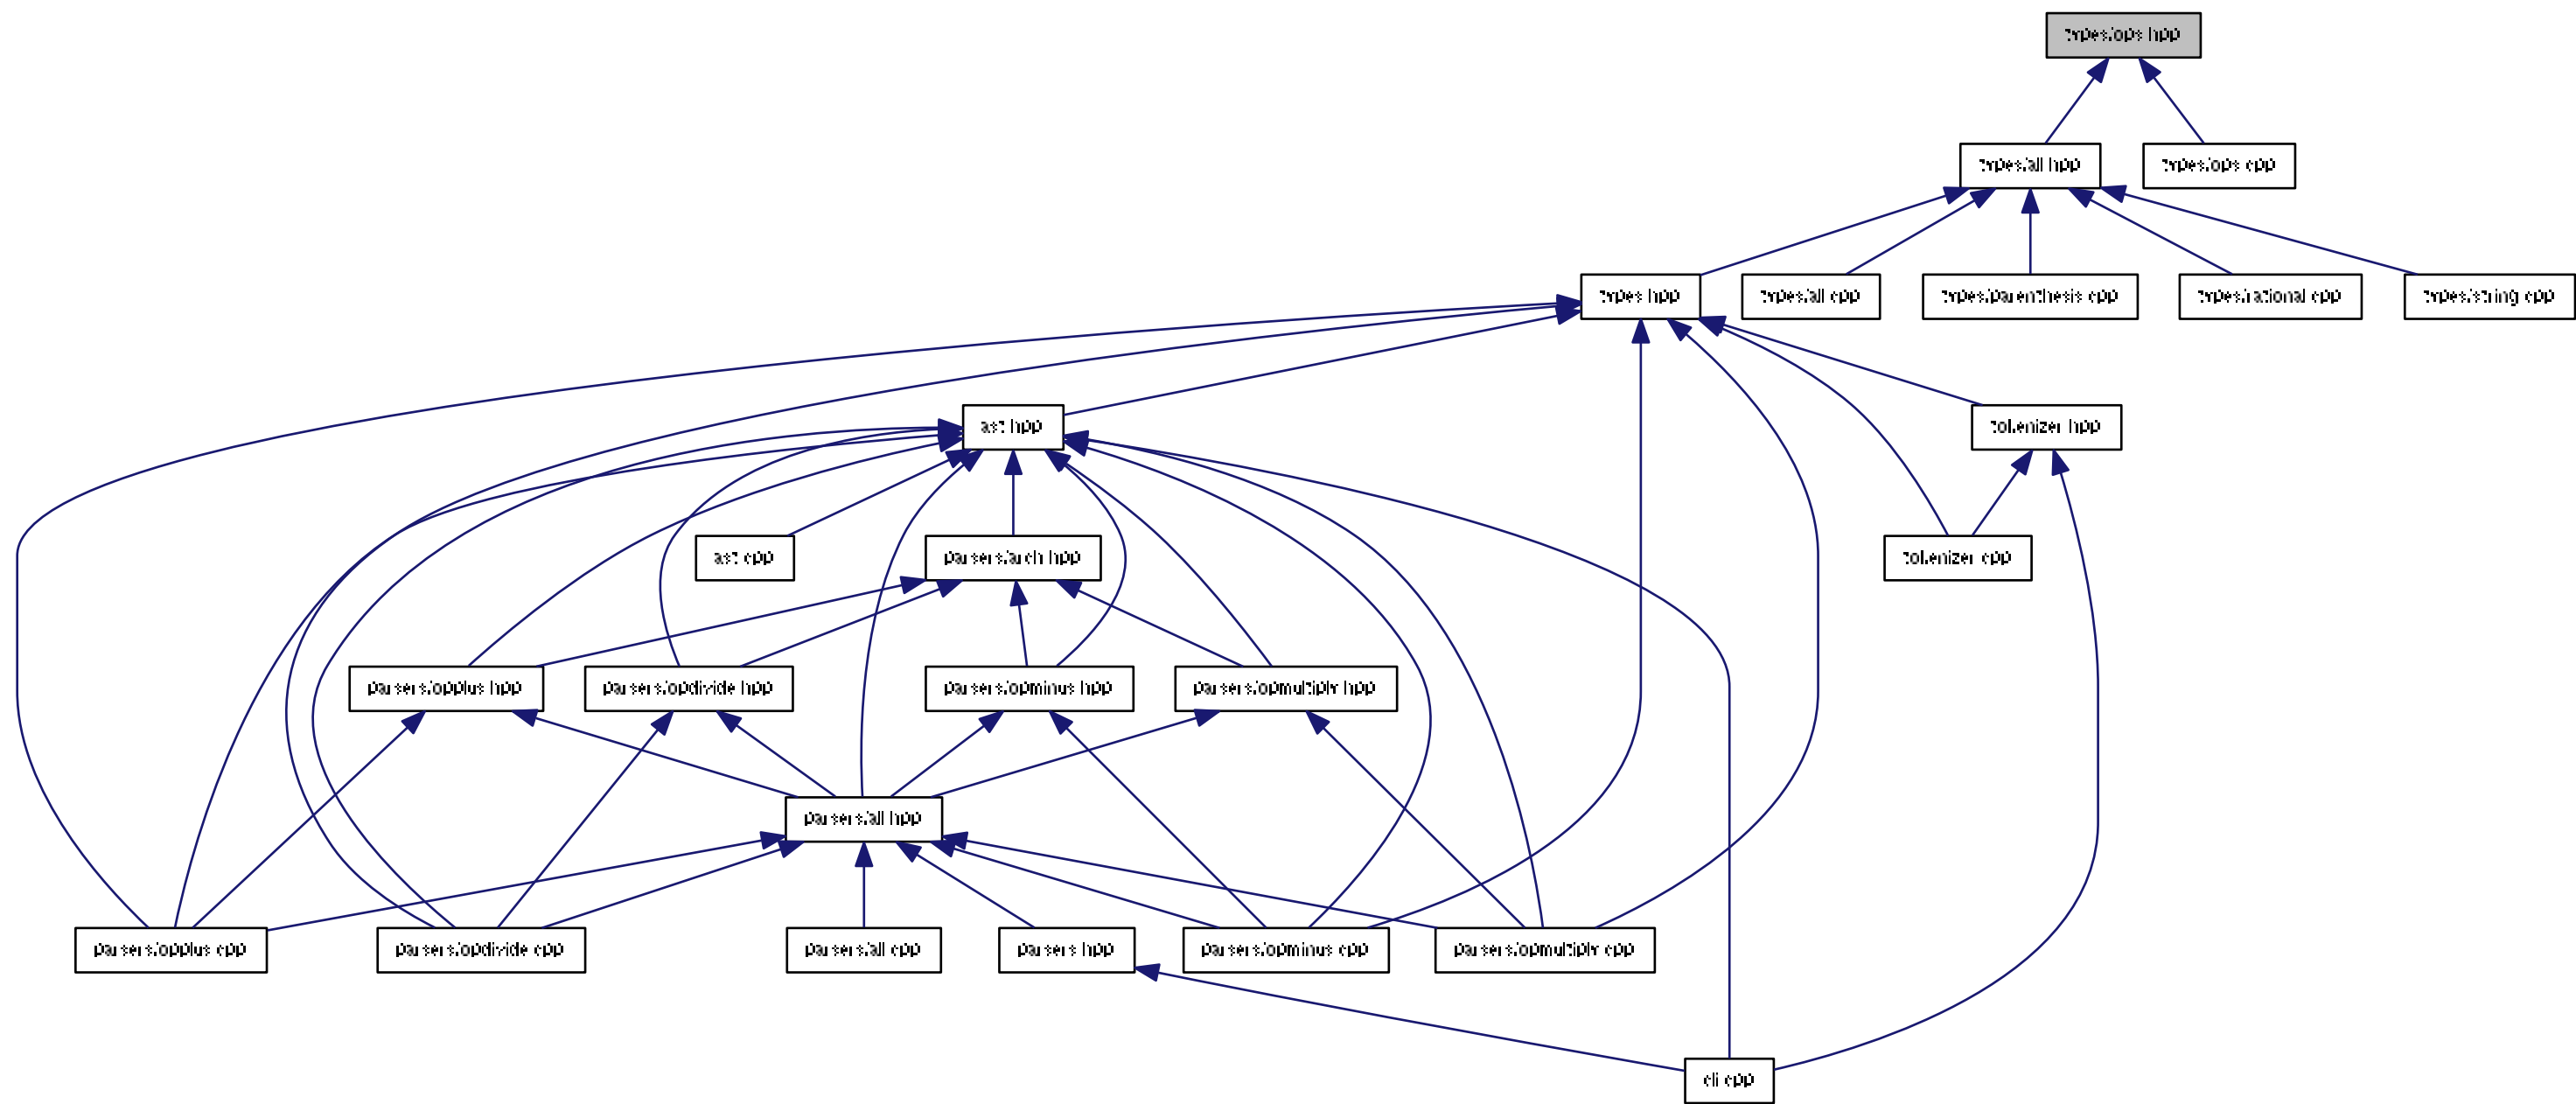 types/ops.hpp
types/all.hpp
types/ops.cpp
types.hpp
types/all.cpp
types/parenthesis.cpp
types/rational.cpp
types/string.cpp
ast.hpp
tokenizer.hpp
ast.cpp
parsers/arch.hpp
tokenizer.cpp
parsers/opplus.hpp
parsers/opdivide.hpp
parsers/opminus.hpp
parsers/opmultiply.hpp
parsers/all.hpp
parsers/opplus.cpp
parsers/opdivide.cpp
parsers/all.cpp
parsers.hpp
parsers/opminus.cpp
parsers/opmultiply.cpp
cli.cpp